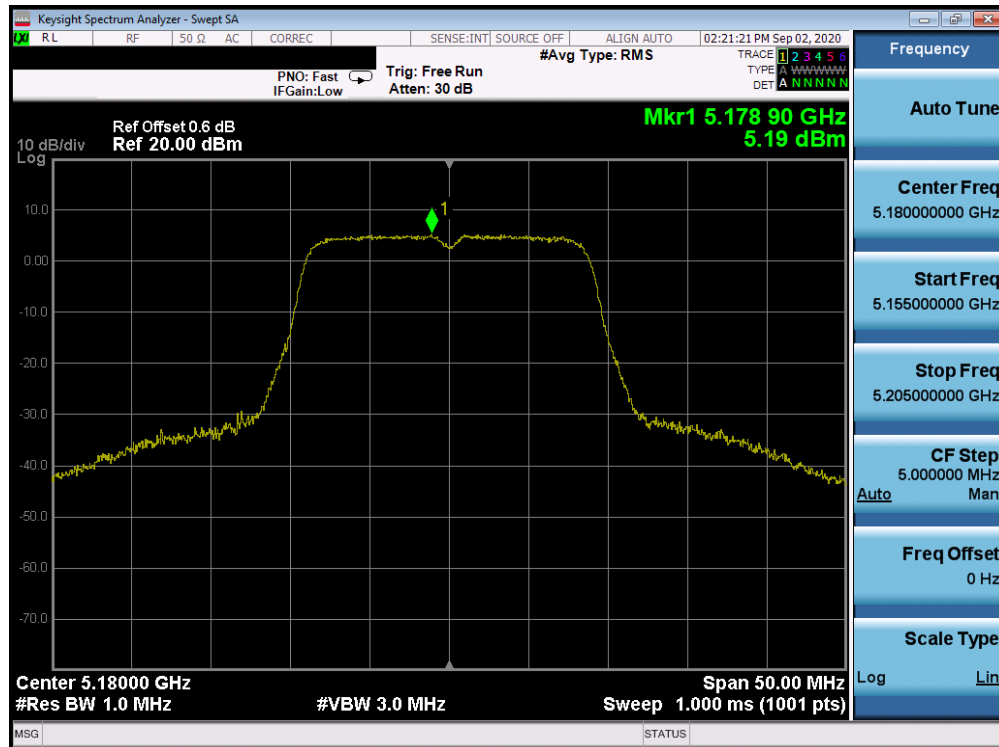 Keysight Spectrum Analyzer - Swept SA
LXI RL RF 50 Ω AC CORREC SENSE:INT SOURCE OFF ALIGN AUTO 02:21:21 PM Sep 02, 2020
#Avg Type: RMS
TRACE 1 2 3 4 5 6
TYPE A WWWWW
DET A N N N N N
PNO: Fast
IFGain:Low
Trig: Free Run
Atten: 30 dB
Mkr1 5.178 90 GHz
5.19 dBm
10 dB/div
Log
Ref Offset 0.6 dB
Ref 20.00 dBm
1
10.0
0.00
-10.0
-20.0
-30.0
-40.0
-50.0
-60.0
-70.0
Center 5.18000 GHz
Span 50.00 MHz
#Res BW 1.0 MHz
#VBW 3.0 MHz
Sweep 1.000 ms (1001 pts)
MSG
STATUS
Frequency
Auto Tune
Center Freq
5.180000000 GHz
Start Freq
5.155000000 GHz
Stop Freq
5.205000000 GHz
CF Step
5.000000 MHz
Auto Man
Freq Offset
0 Hz
Scale Type
Log Lin